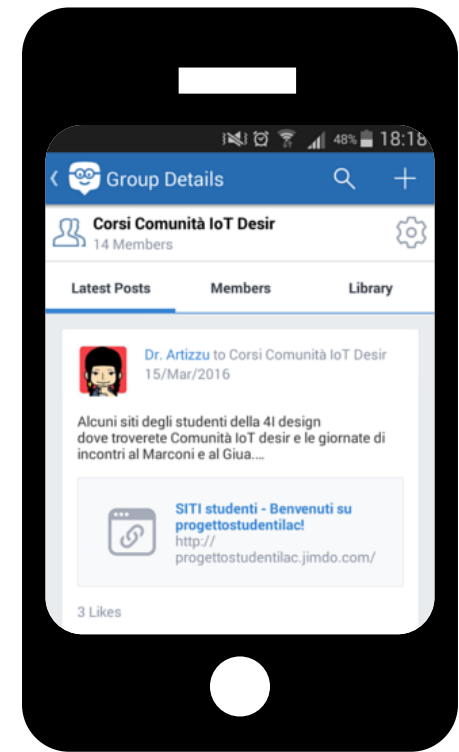 48% 18:18
Group Details
Corsi Comunità IoT Desir
14 Members
Latest Posts Members Library
Dr. Artizzu to Corsi Comunità IoT Desir
15/Mar/2016
Alcuni siti degli studenti della 4I design
dove troverete Comunità IoT desir e le giornate di
incontri al Marconi e al Giua....
SITI studenti - Benvenuti su
progettostudentilac!
http://
progettostudentilac.jimdo.com/
3 Likes